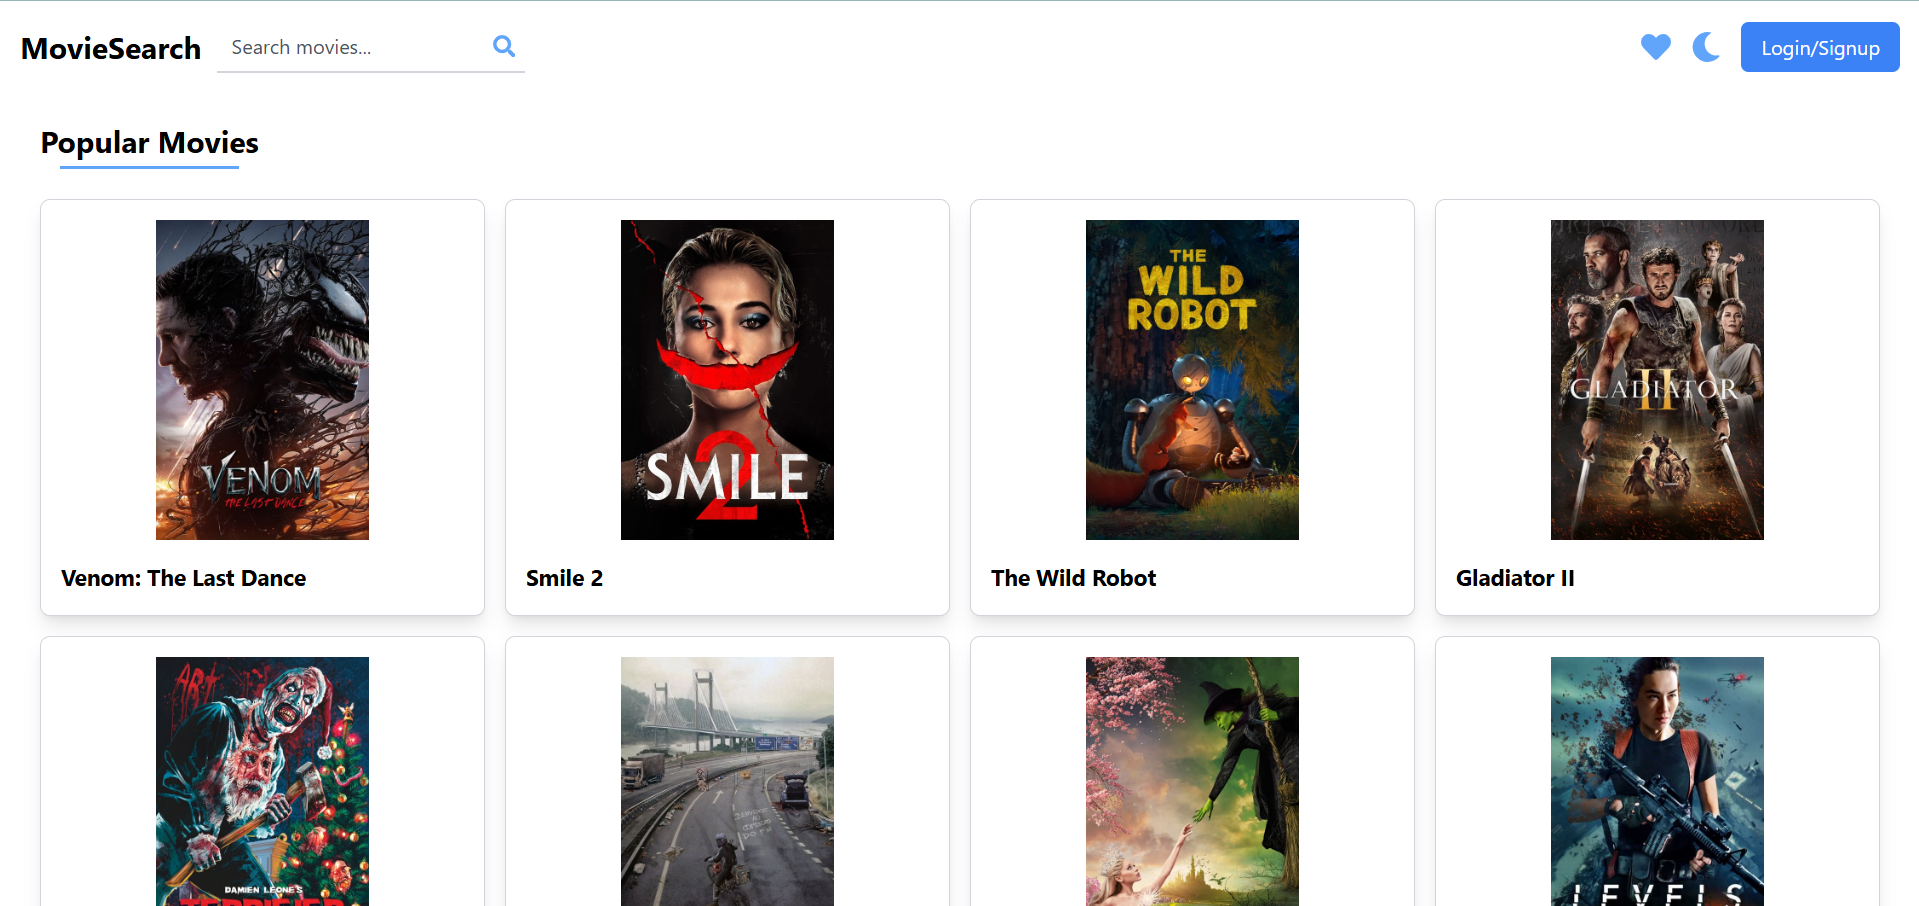 MovieSearch
Search movies...
Login/Signup
Popular Movies
VENOM
THE LAST DANCE
SMILE
2
THE
WILD
ROBOT
GLADIATOR
II
Venom: The Last Dance
Smile 2
The Wild Robot
Gladiator II
ART
DAMIEN LEONE'S
TERRIFIER
LEVELS